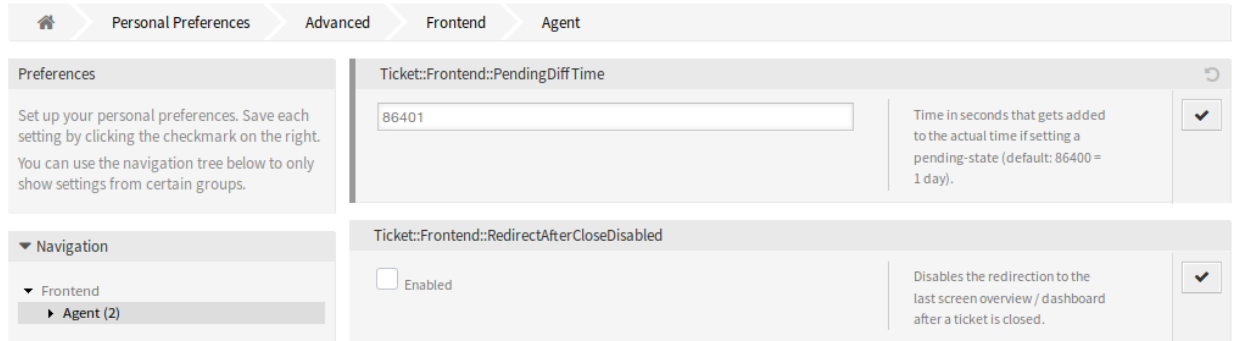 Personal Preferences Advanced Frontend Agent
Preferences
Set up your personal preferences. Save each
setting by clicking the checkmark on the right.
You can use the navigation tree below to only
show settings from certain groups.
Navigation
Frontend
Agent (2)
Ticket::Frontend::PendingDiffTime
86401
Time in seconds that gets added
to the actual time if setting a
pending-state (default: 86400 =
1 day).
Ticket::Frontend::RedirectAfterCloseDisabled
Enabled
Disables the redirection to the
last screen overview / dashboard
after a ticket is closed.